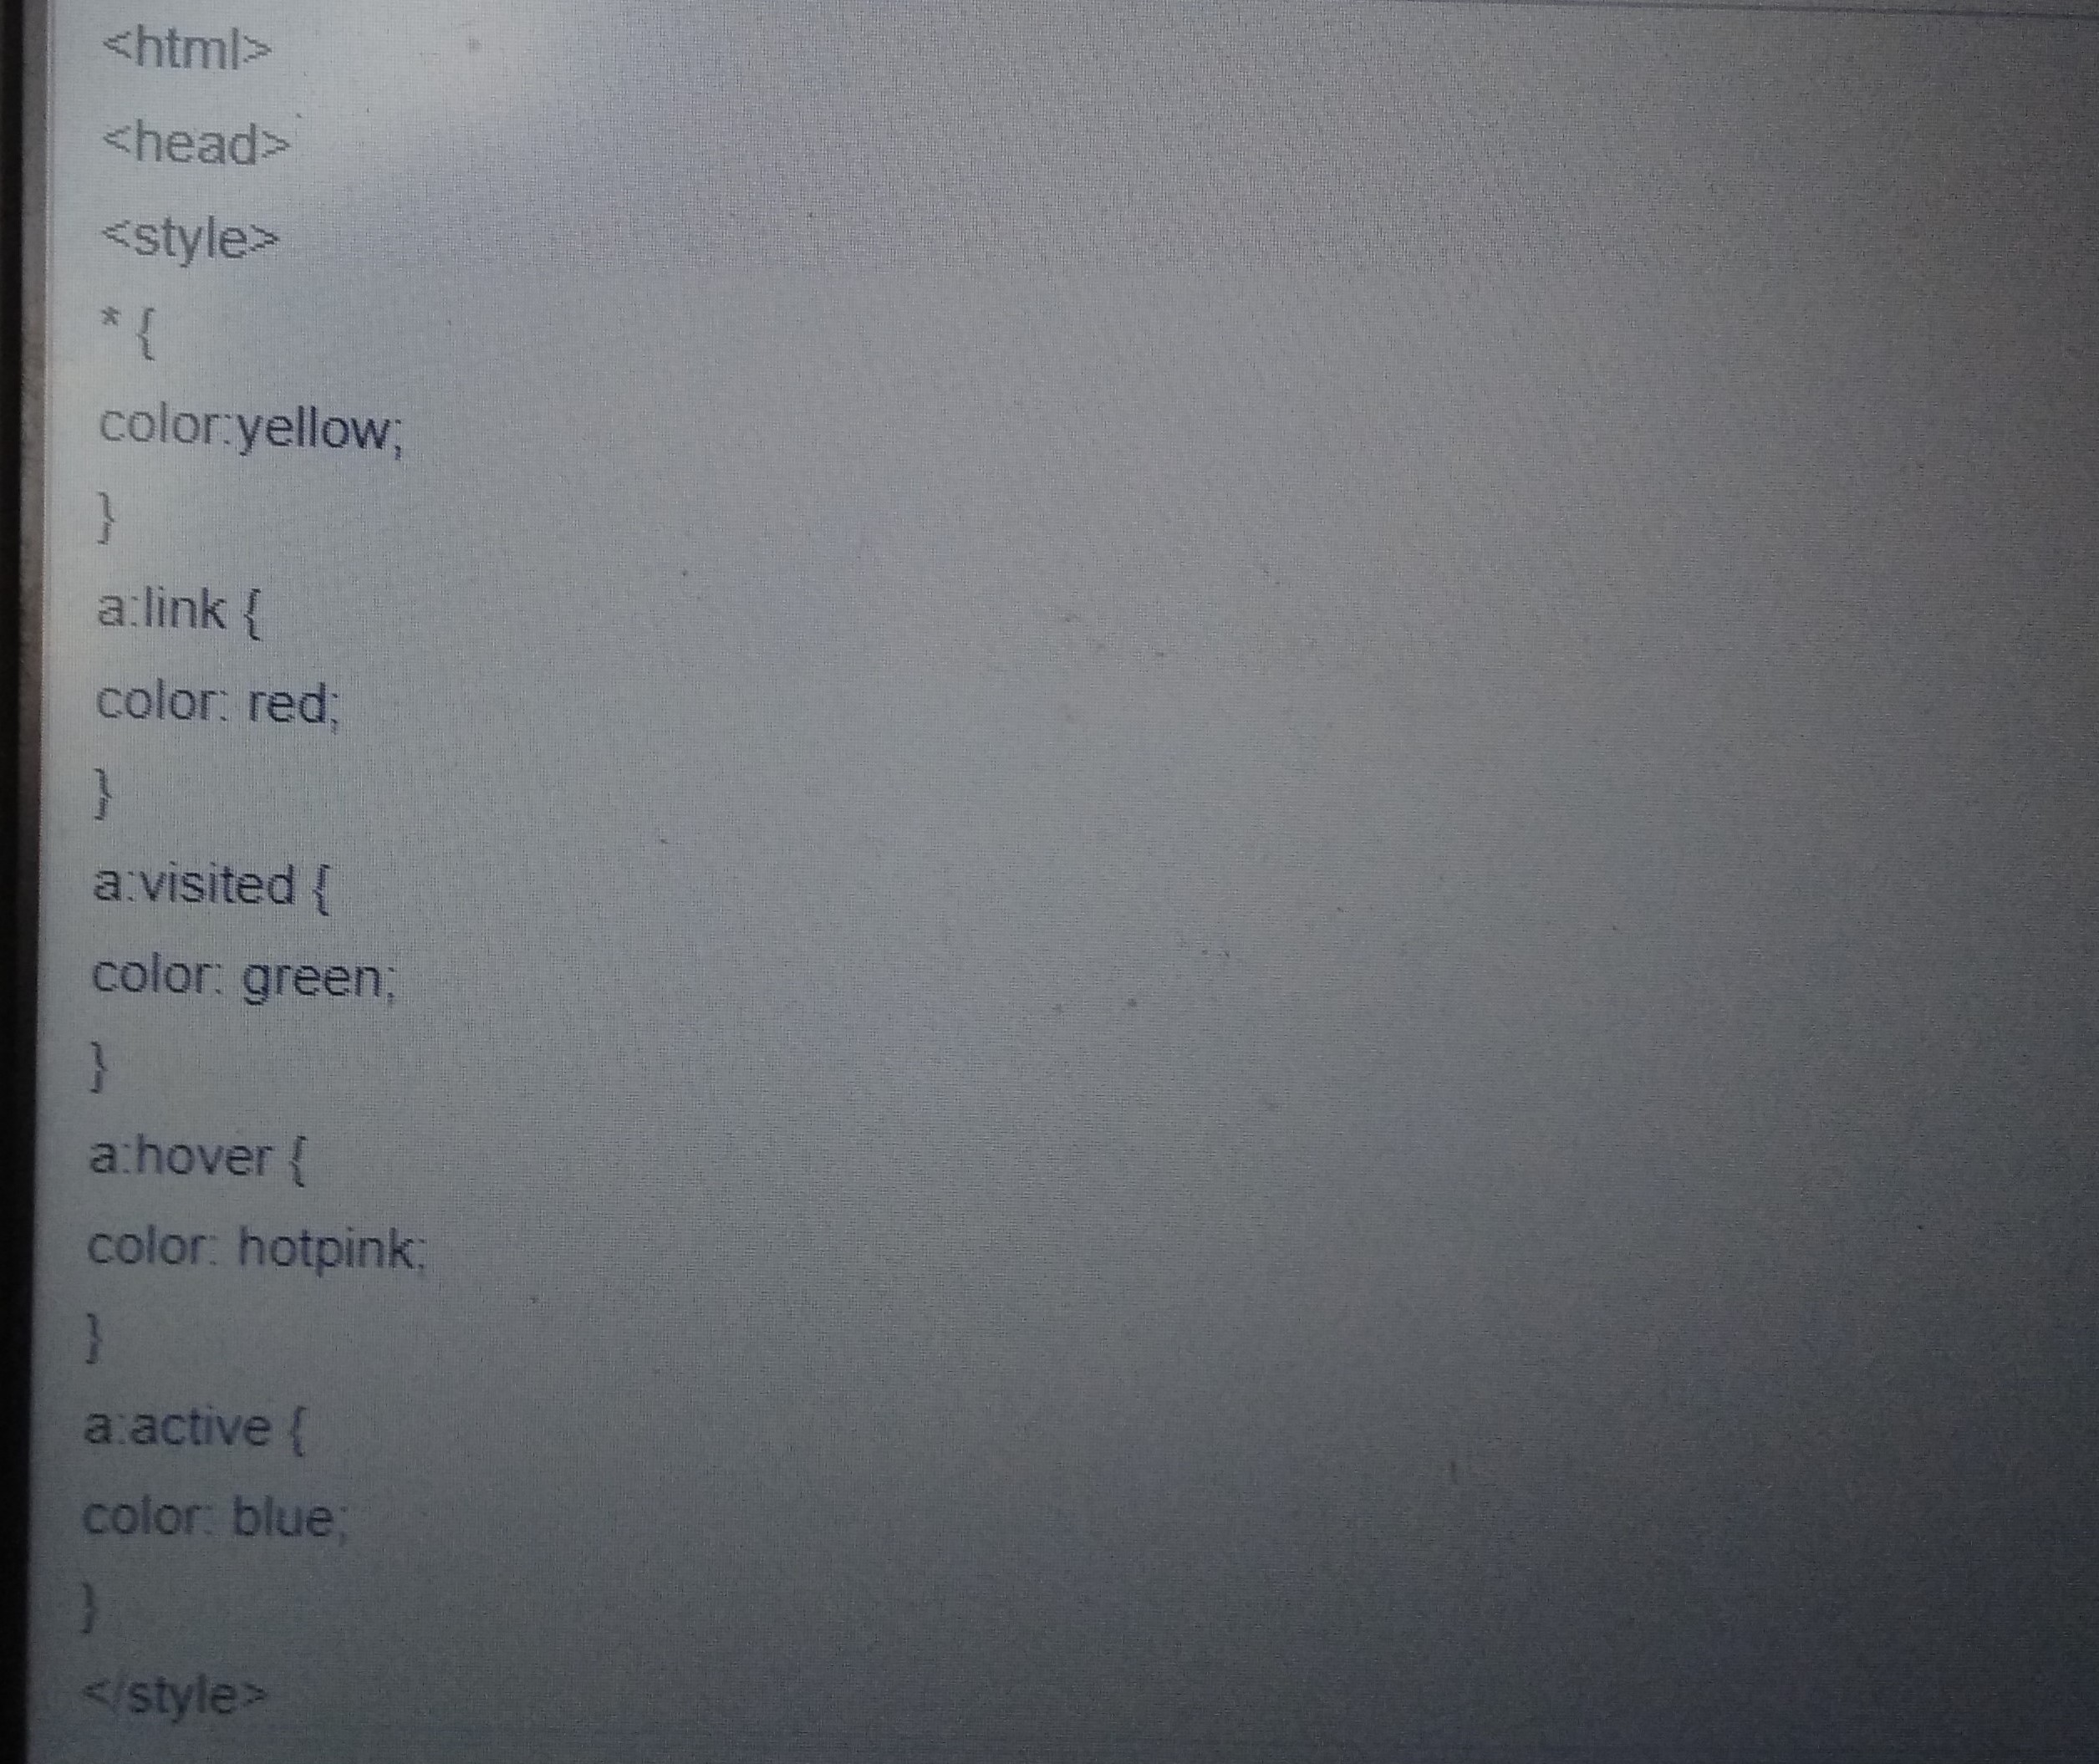 <html>
<head>
<style>
* {
color:yellow;
}
a:link {
color: red;
}
a:visited {
color: green;
}
a:hover {
color: hotpink;
}
a:active {
color: blue;
}
</style>